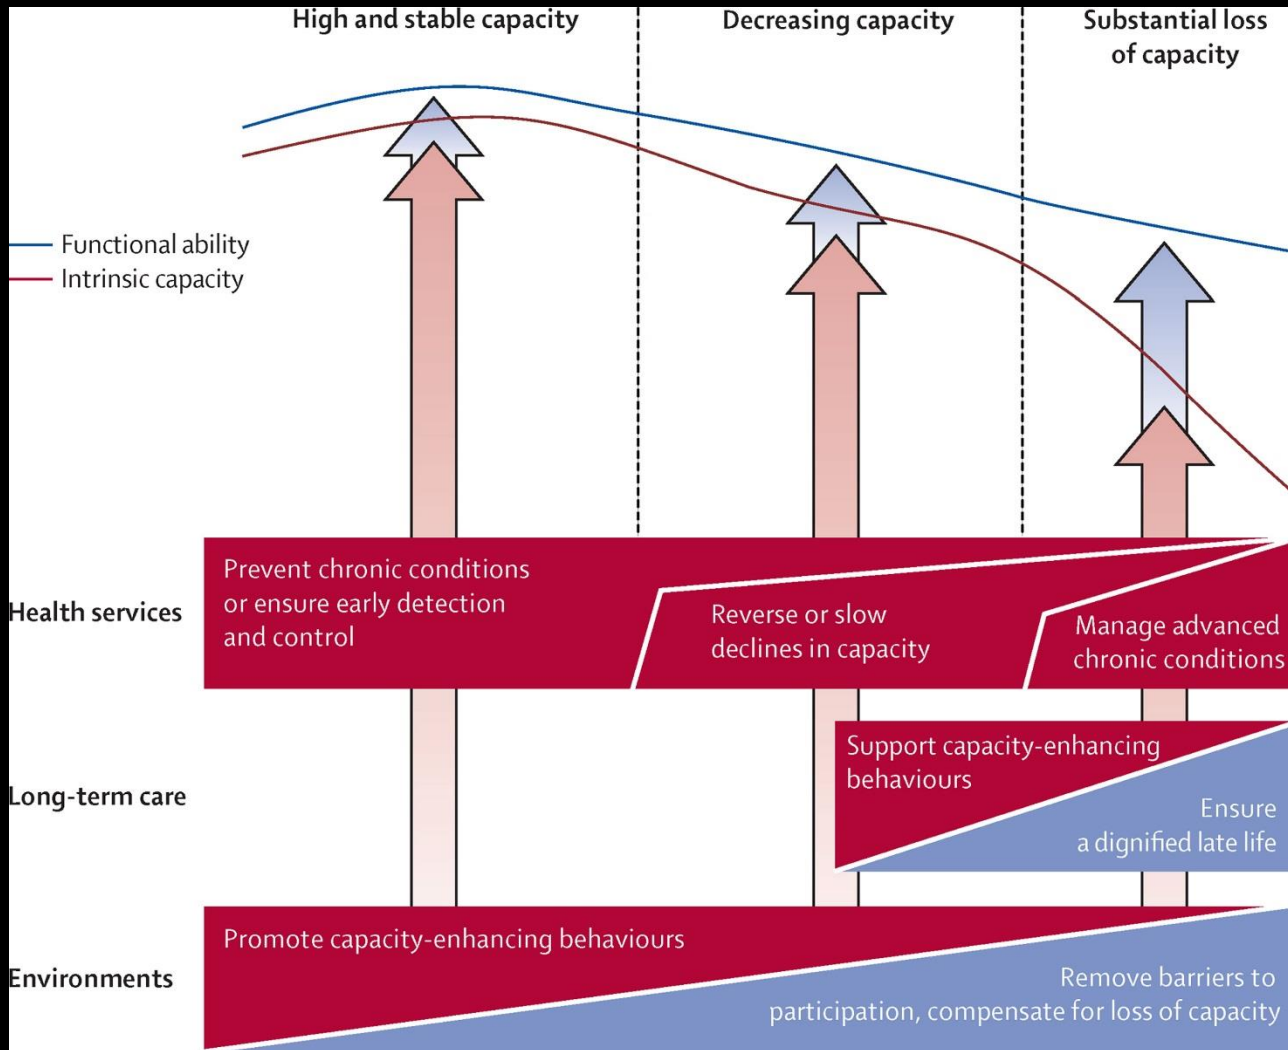 High and stable capacity
Decreasing capacity
Substantial loss
of capacity
Functional ability
Intrinsic capacity
Health services
Prevent chronic conditions
or ensure early detection
and control
Reverse or slow
declines in capacity
Manage advanced
chronic conditions
Long-term care
Support capacity-enhancing
behaviours
Ensure
a dignified late life
Environments
Promote capacity-enhancing behaviours
Remove barriers to
participation, compensate for loss of capacity